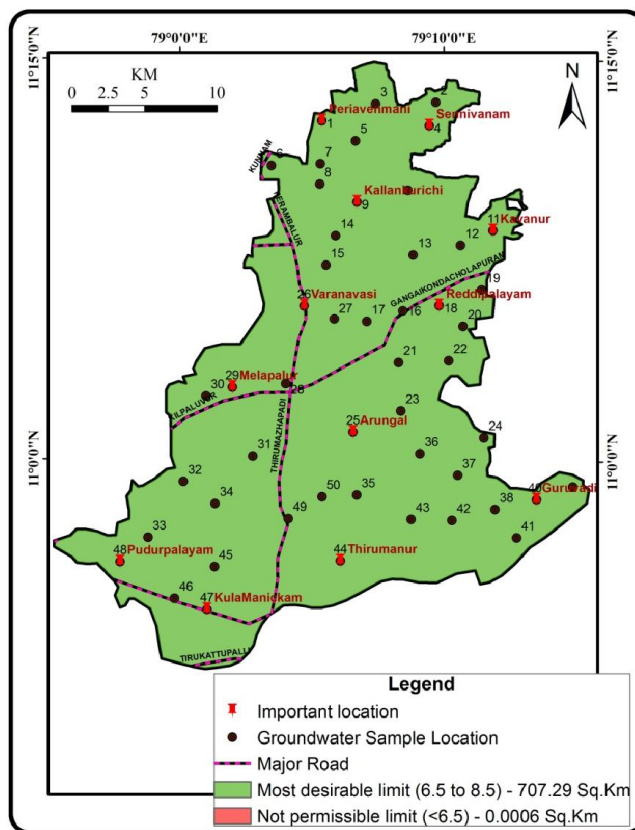 79°0'0"E 79°10'0"E
11°15'0"N 11°15'0"N
KM
0 2.5 5 10
N
3 2
Periavenmani Sennivanam
1 4
5
KUNNAM 6 7
8
PERAMBALUR Kallankurichi
9
11 Kavanur
14 12
13
15
GANGAIKONDACHOLAPURAM 19
26 Varanavasi Reddipalayam
27 17 16 18
20
21 22
29 Melapalur
30 28
KILPALUVUR
23
THIRUMAZHAPADI
25 Arungal
24
11°0'0"N 11°0'0"N
31 36
32 37
34 50 35
40 Guruvadi
38
49 43 42
33 41
48 Pudurpalayam
45 44 Thirumanur
46
47 KulaManickam
TIRUKATTUPALLI
Legend
Important location
Groundwater Sample Location
Major Road
Most desirable limit (6.5 to 8.5) - 707.29 Sq.Km
Not permissible limit (<6.5) - 0.0006 Sq.Km